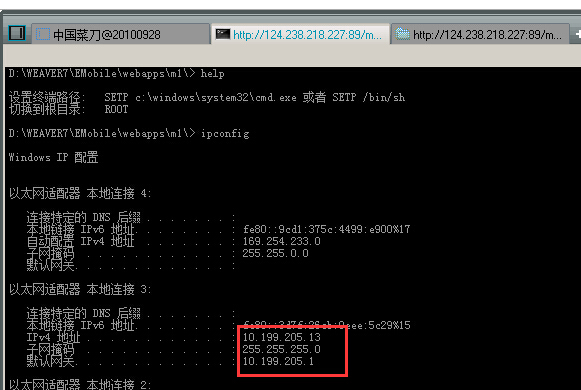 中国菜刀@20100928
http://124.238.218.227:89/m...
http://124.238.218.227:89/m...
D:\WEAVER7\EMobile\webapps\m1\> help
设置终端路径: SETP c:\windows\system32\cmd.exe 或者 SETP /bin/sh
切换到根目录: ROOT
D:\WEAVER7\EMobile\webapps\m1\> ipconfig
Windows IP 配置
以太网适配器 本地连接 4:
连接特定的 DNS 后缀 . . . . . . . :
本地链接 IPv6 地址. . . . . . . . : fe80::9cd1:375c:4499:e900%17
自动配置 IPv4 地址 . . . . . . . : 169.254.233.0
子网掩码 . . . . . . . . . . . . : 255.255.0.0
默认网关. . . . . . . . . . . . . :
以太网适配器 本地连接 3:
连接特定的 DNS 后缀 . . . . . . . :
本地链接 IPv6 地址. . . . . . . . :
IPv4 地址 . . . . . . . . . . . . : 10.199.205.13
子网掩码 . . . . . . . . . . . . : 255.255.255.0
默认网关. . . . . . . . . . . . . : 10.199.205.1
以太网适配器 本地连接 2: